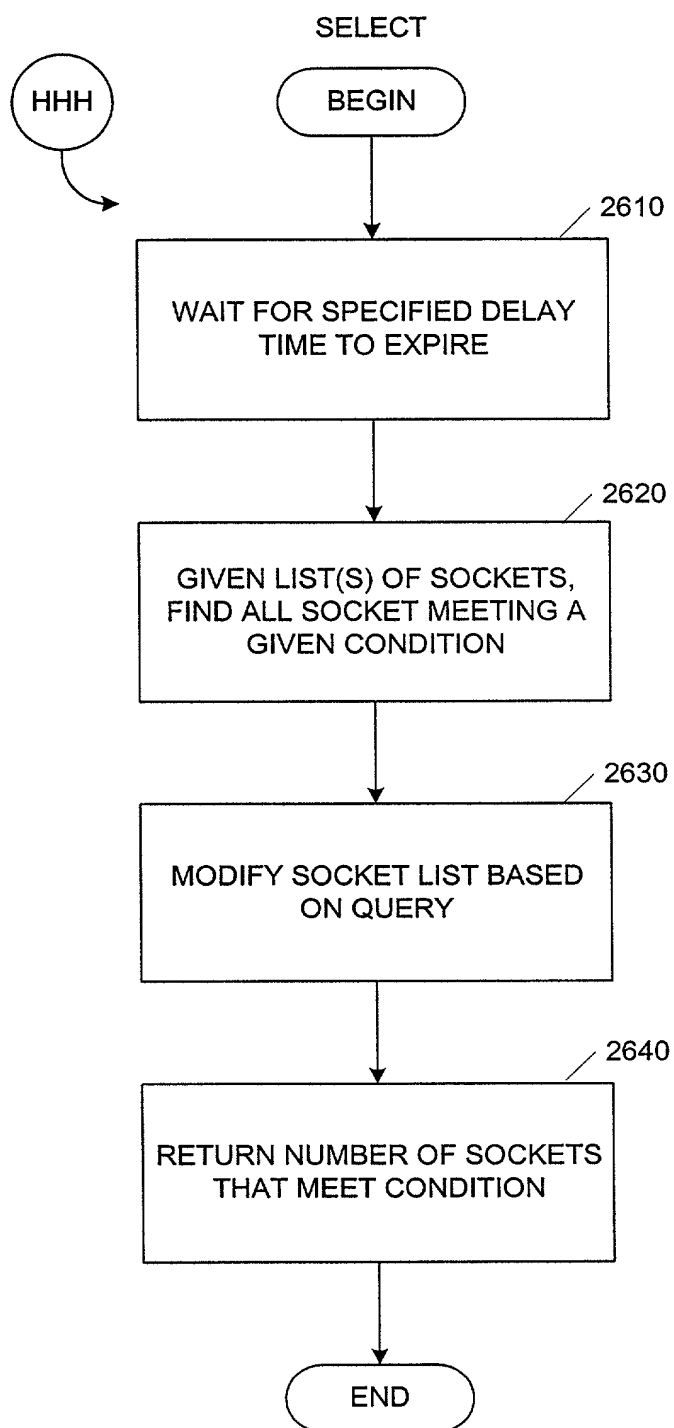 SELECT
HHH
BEGIN
2610
WAIT FOR SPECIFIED DELAY
TIME TO EXPIRE
2620
GIVEN LIST(S) OF SOCKETS,
FIND ALL SOCKET MEETING A
GIVEN CONDITION
2630
MODIFY SOCKET LIST BASED
ON QUERY
2640
RETURN NUMBER OF SOCKETS
THAT MEET CONDITION
END